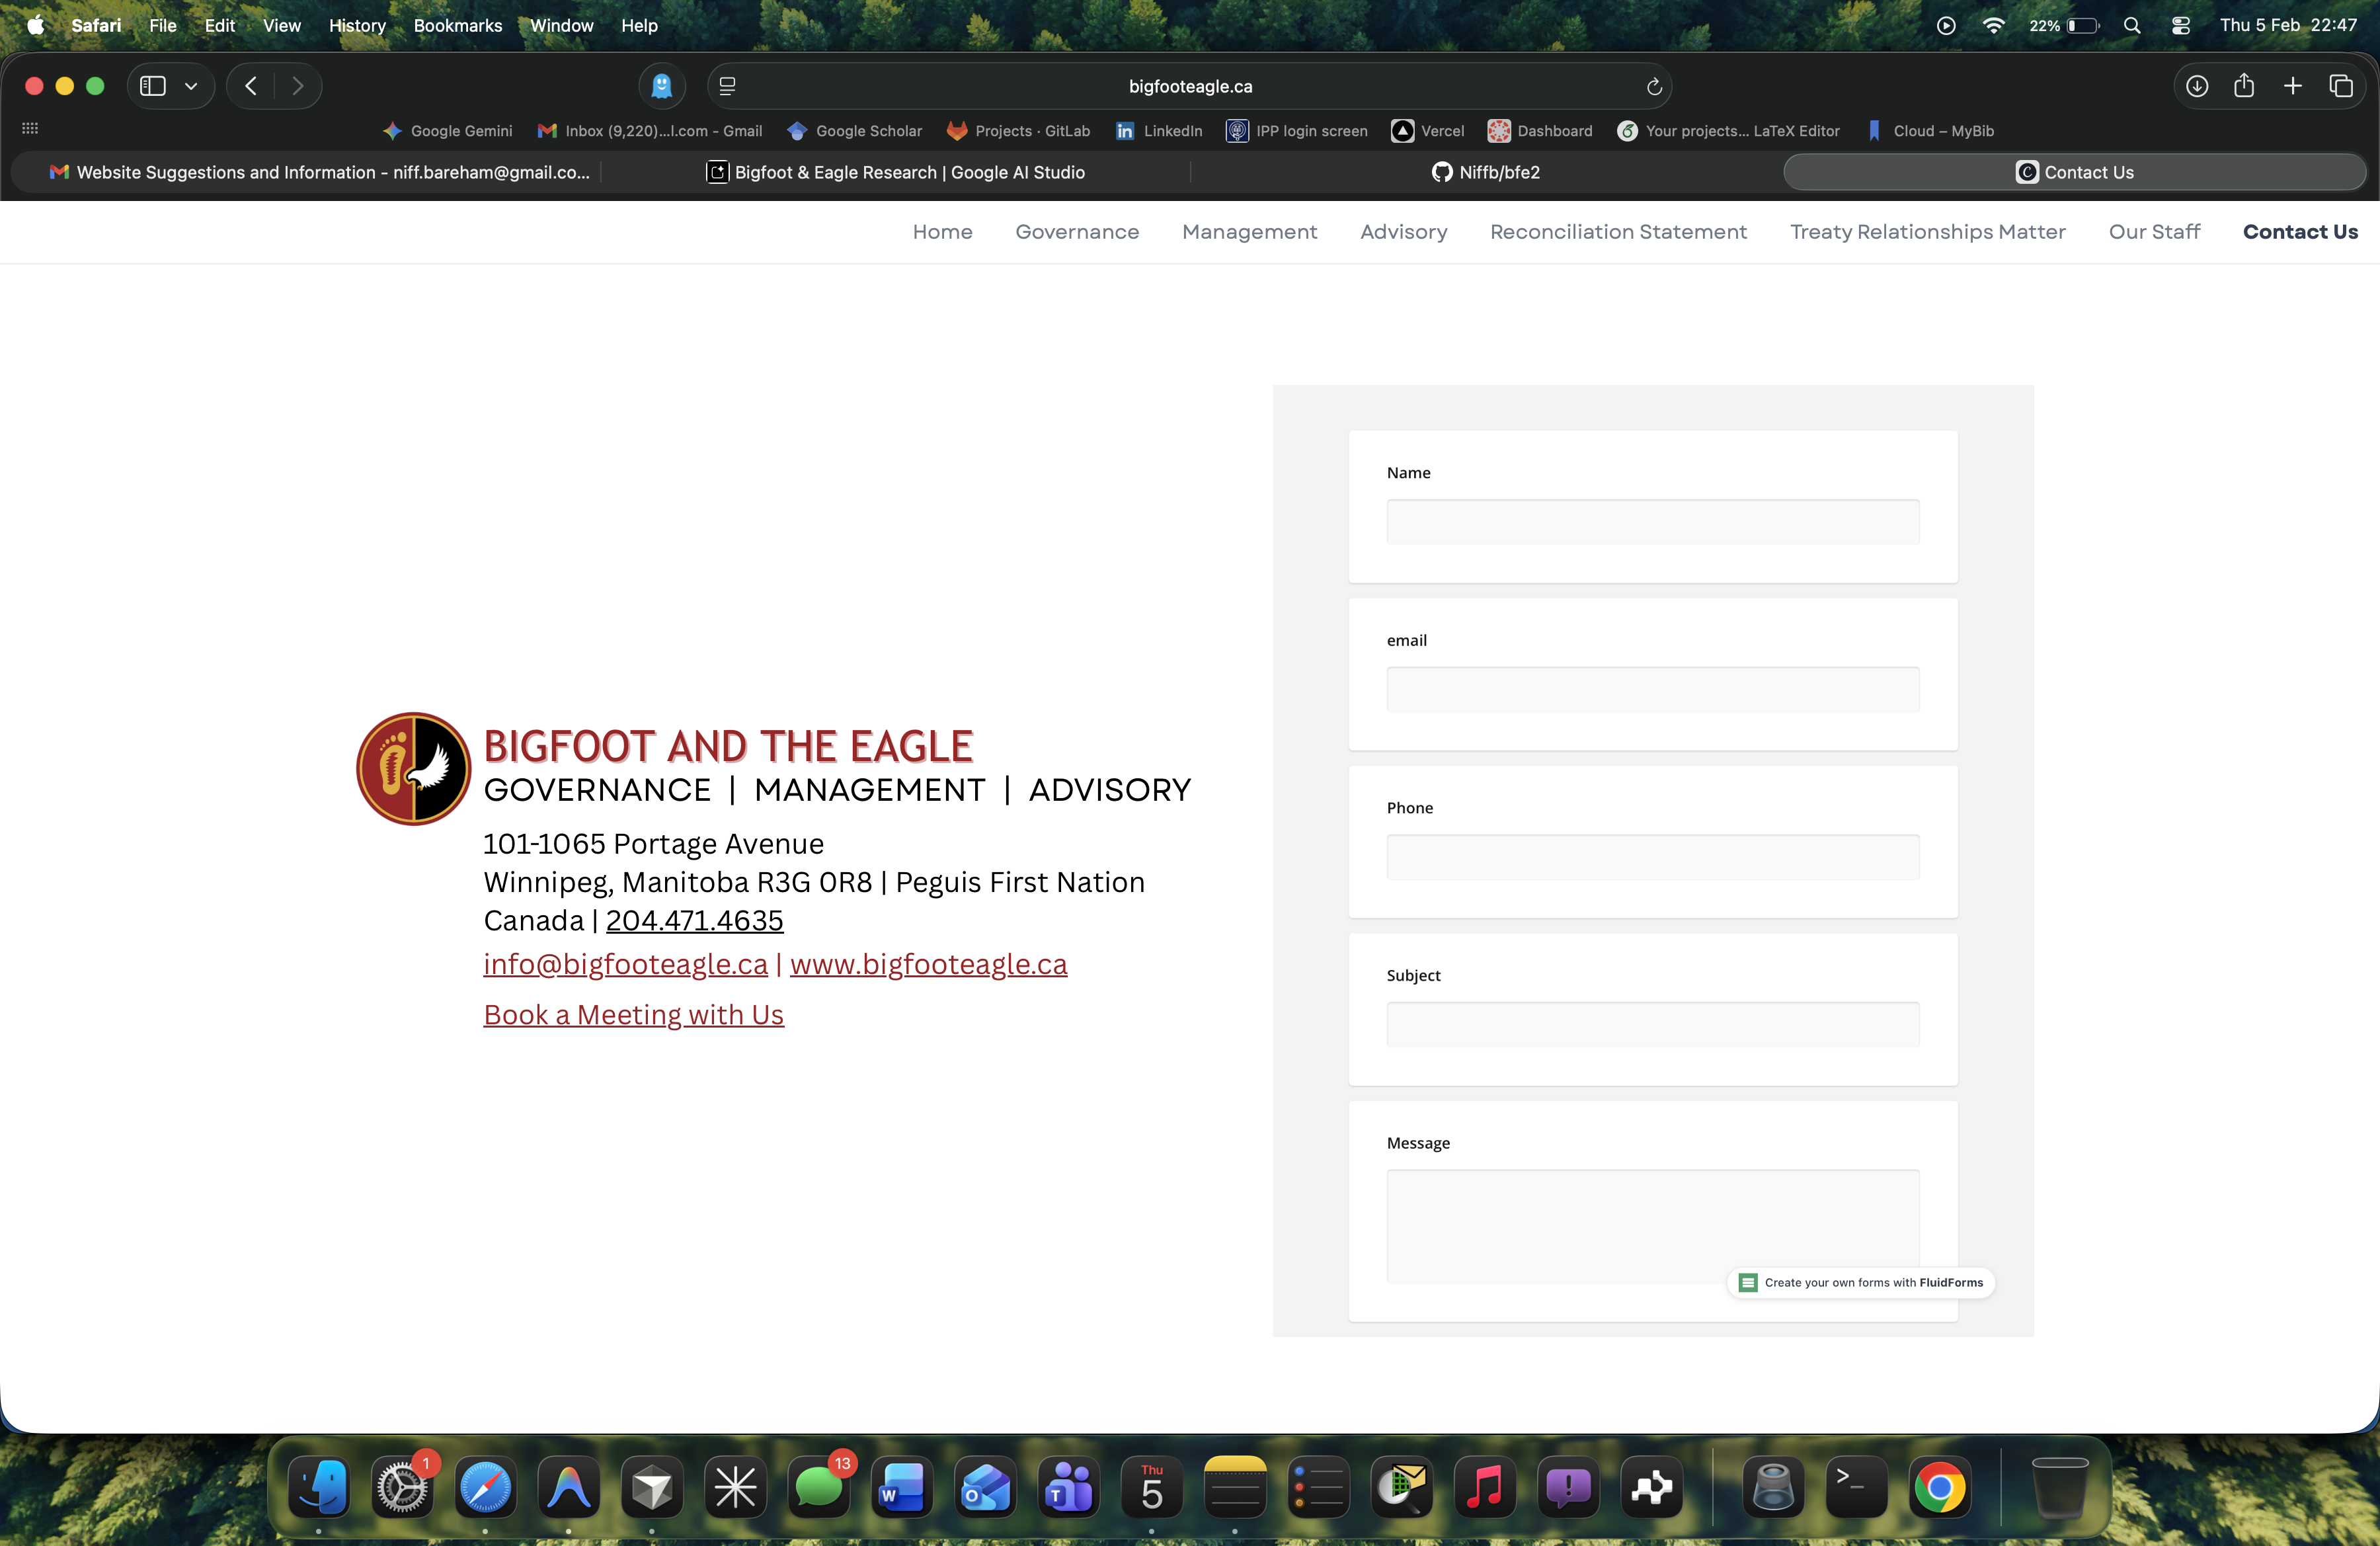 Safari File Edit View History Bookmarks Window Help 22% Thu 5 Feb 22:47
bigfooteagle.ca
Google Gemini Inbox (9,220)...l.com - Gmail Google Scholar Projects · GitLab LinkedIn IPP login screen Vercel Dashboard Your projects... LaTeX Editor Cloud – MyBib
Website Suggestions and Information - niff.bareham@gmail.co... Bigfoot & Eagle Research | Google AI Studio Niffb/bfe2 Contact Us
Home Governance Management Advisory Reconciliation Statement Treaty Relationships Matter Our Staff Contact Us
BIGFOOT AND THE EAGLE
GOVERNANCE | MANAGEMENT | ADVISORY
101-1065 Portage Avenue
Winnipeg, Manitoba R3G 0R8 | Peguis First Nation
Canada | 204.471.4635
info@bigfooteagle.ca | www.bigfooteagle.ca
Book a Meeting with Us
Name
email
Phone
Subject
Message
Create your own forms with FluidForms
1
13
W
O
T
Thu
5